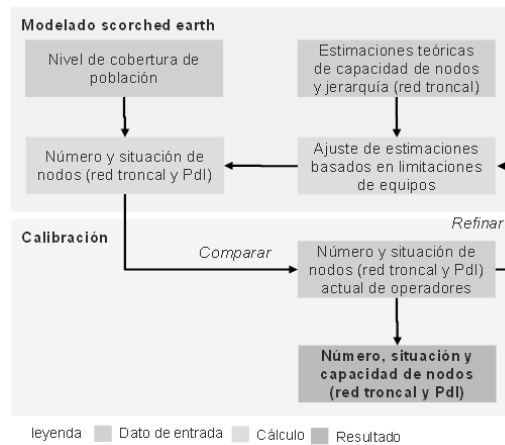 Modelado scorched earth
Nivel de cobertura de
población
Estimaciones teóricas
de capacidad de nodos
y jerarquía (red troncal)
Número y situación de
nodos (red troncal y PdI)
Ajuste de estimaciones
basados en limitaciones
de equipos
Refinar
Calibración
Comparar
Número y situación de
nodos (red troncal y PdI)
actual de operadores
Número, situación y
capacidad de nodos
(red troncal y PdI)
leyenda Dato de entrada Cálculo Resultado